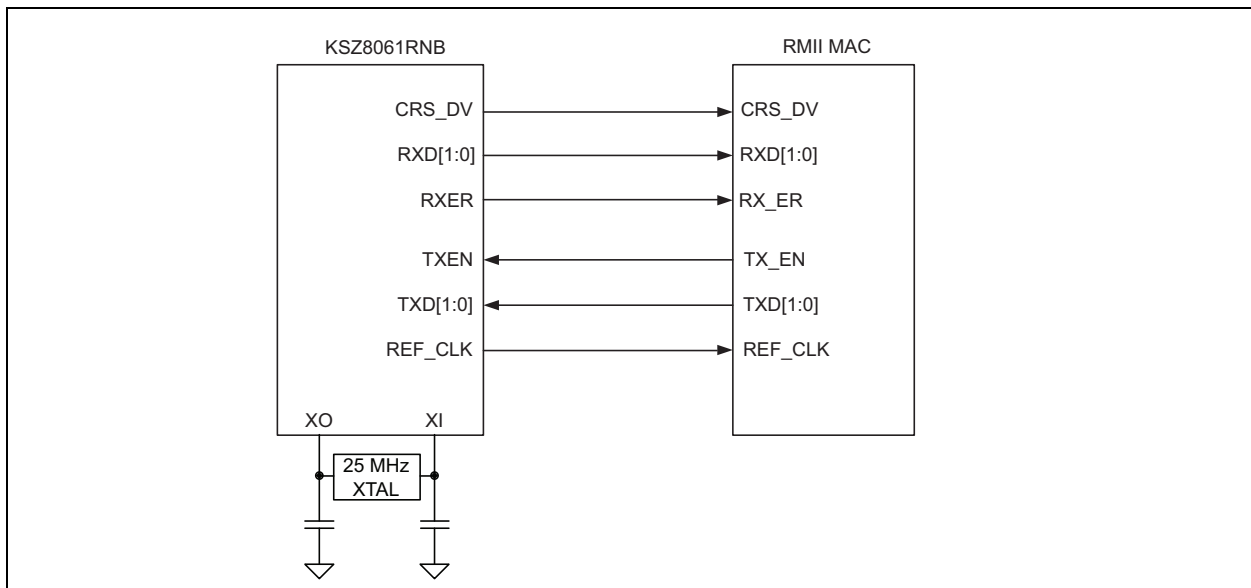 KSZ8061RNB
RMII MAC
CRS_DV
CRS_DV
RXD[1:0]
RXD[1:0]
RXER
RX_ER
TXEN
TX_EN
TXD[1:0]
TXD[1:0]
REF_CLK
REF_CLK
XO
XI
25 MHz
XTAL